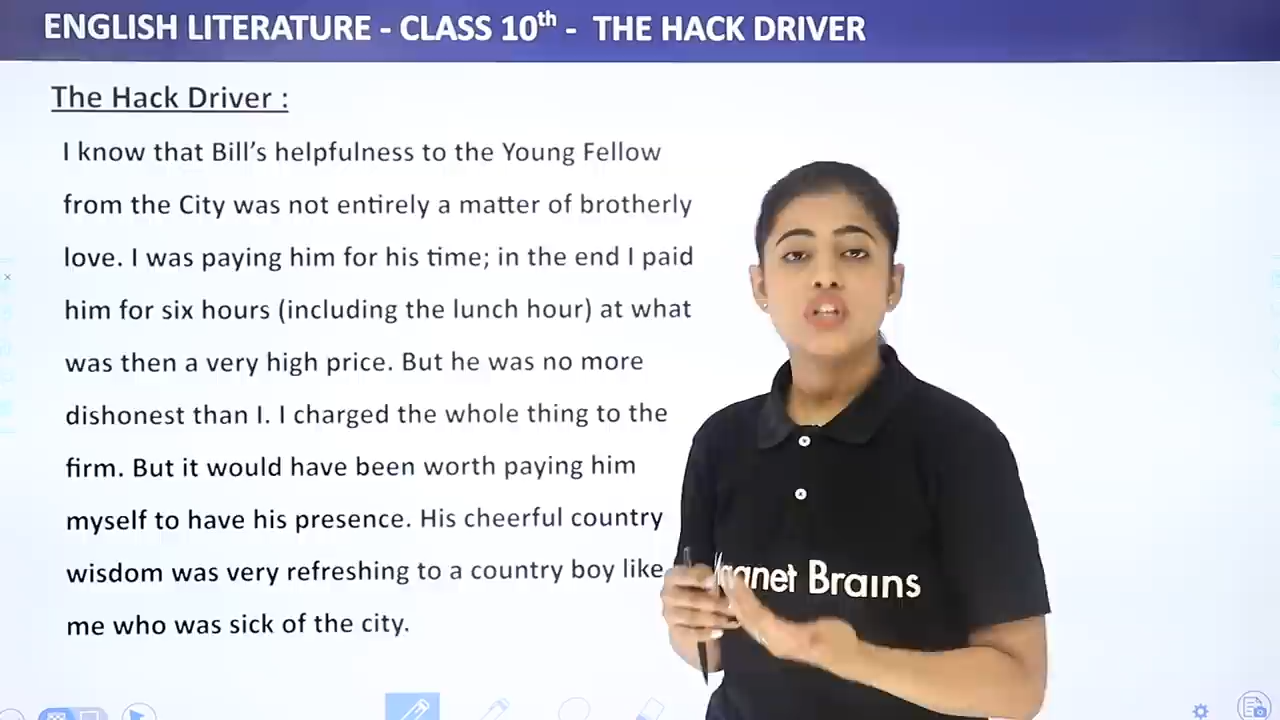 ENGLISH LITERATURE - CLASS 10th - THE HACK DRIVER
The Hack Driver :
I know that Bill’s helpfulness to the Young Fellow
from the City was not entirely a matter of brotherly
love. I was paying him for his time; in the end I paid
him for six hours (including the lunch hour) at what
was then a very high price. But he was no more
dishonest than I. I charged the whole thing to the
firm. But it would have been worth paying him
myself to have his presence. His cheerful country
wisdom was very refreshing to a country boy like
me who was sick of the city.
Magnet Brains